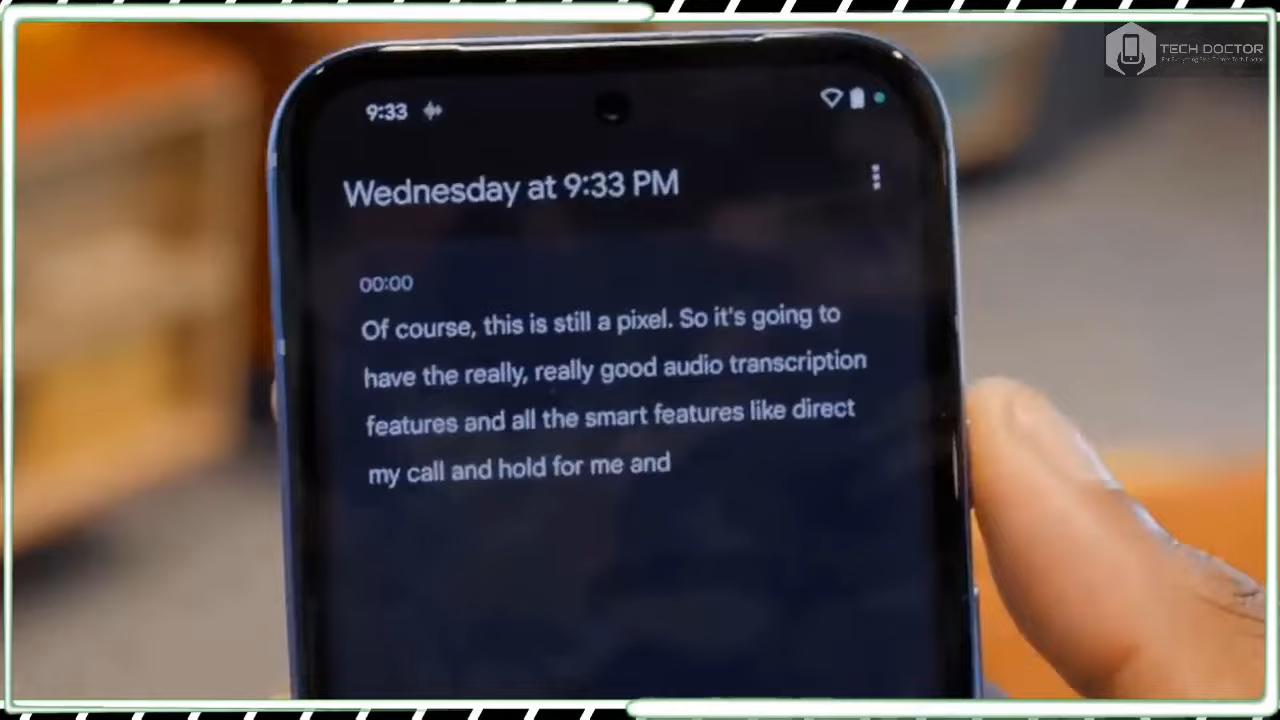 TECH DOCTOR
9:33
Wednesday at 9:33 PM
00:00
Of course, this is still a pixel. So it's going to
have the really, really good audio transcription
features and all the smart features like direct
my call and hold for me and